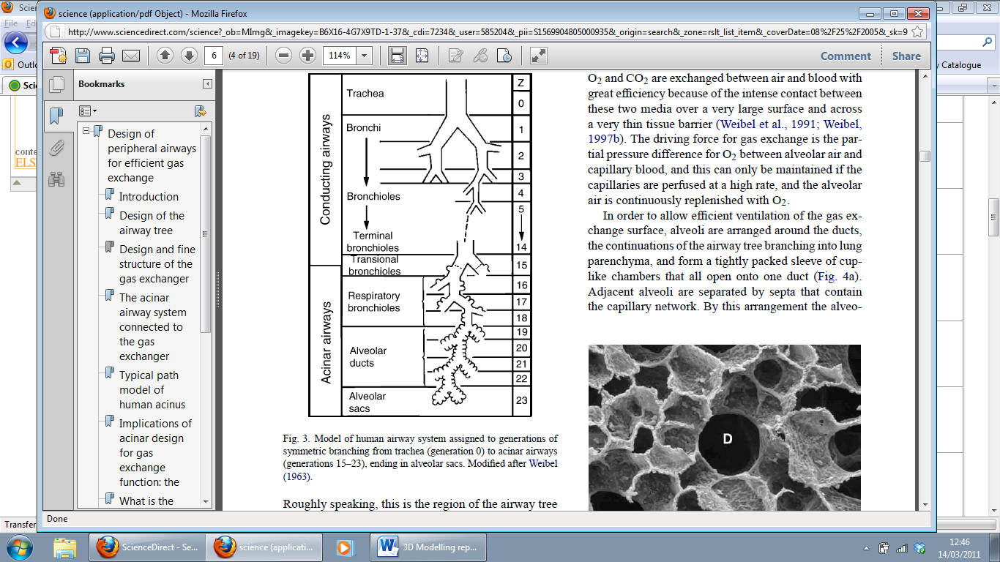 Scien
science (application/pdf Object) - Mozilla Firefox
File Ed
http://www.sciencedirect.com/science?_ob=MImg&_imagekey=B6X16-4G7X9TD-1-37&_cdi=7234&_user=585204&_pii=S1569904805000935&_origin=search&_zone=rslt_list_item&_coverDate=08%2F25%2F2005&_sk=9
6 (4 of 19) 114% Comment Share
Outlo
y Catalogue
Scie
conte
ELS
Transfer
Bookmarks
Design of
peripheral airways
for efficient gas
exchange
Introduction
Design of the
airway tree
Design and fine
structure of the
gas exchanger
The acinar
airway system
connected to
the gas
exchanger
Typical path
model of
human acinus
Implications of
acinar design
for gas
exchange
function: the
What is the
Conducting airways
Acinar airways
Z
Trachea
0
Bronchi
1
2
3
Bronchioles
4
5
Terminal
bronchioles
14
Transional
bronchioles
15
16
Respiratory
bronchioles
17
18
19
Alveolar
ducts
20
21
22
Alveolar
sacs
23
Fig. 3. Model of human airway system assigned to generations of
symmetric branching from trachea (generation 0) to acinar airways
(generations 15–23), ending in alveolar sacs. Modified after Weibel
(1963).
Roughly speaking, this is the region of the airway tree
O2 and CO2 are exchanged between air and blood with
great efficiency because of the intense contact between
these two media over a very large surface and across
a very thin tissue barrier (Weibel et al., 1991; Weibel,
1997b). The driving force for gas exchange is the par-
tial pressure difference for O2 between alveolar air and
capillary blood, and this can only be maintained if the
capillaries are perfused at a high rate, and the alveolar
air is continuously replenished with O2.
In order to allow efficient ventilation of the gas ex-
change surface, alveoli are arranged around the ducts,
the continuations of the airway tree branching into lung
parenchyma, and form a tightly packed sleeve of cup-
like chambers that all open onto one duct (Fig. 4a).
Adjacent alveoli are separated by septa that contain
the capillary network. By this arrangement the alveo-
D
Done
ScienceDirect - Se...
science (applicati...
3D Modelling rep...
12:46
14/03/2011